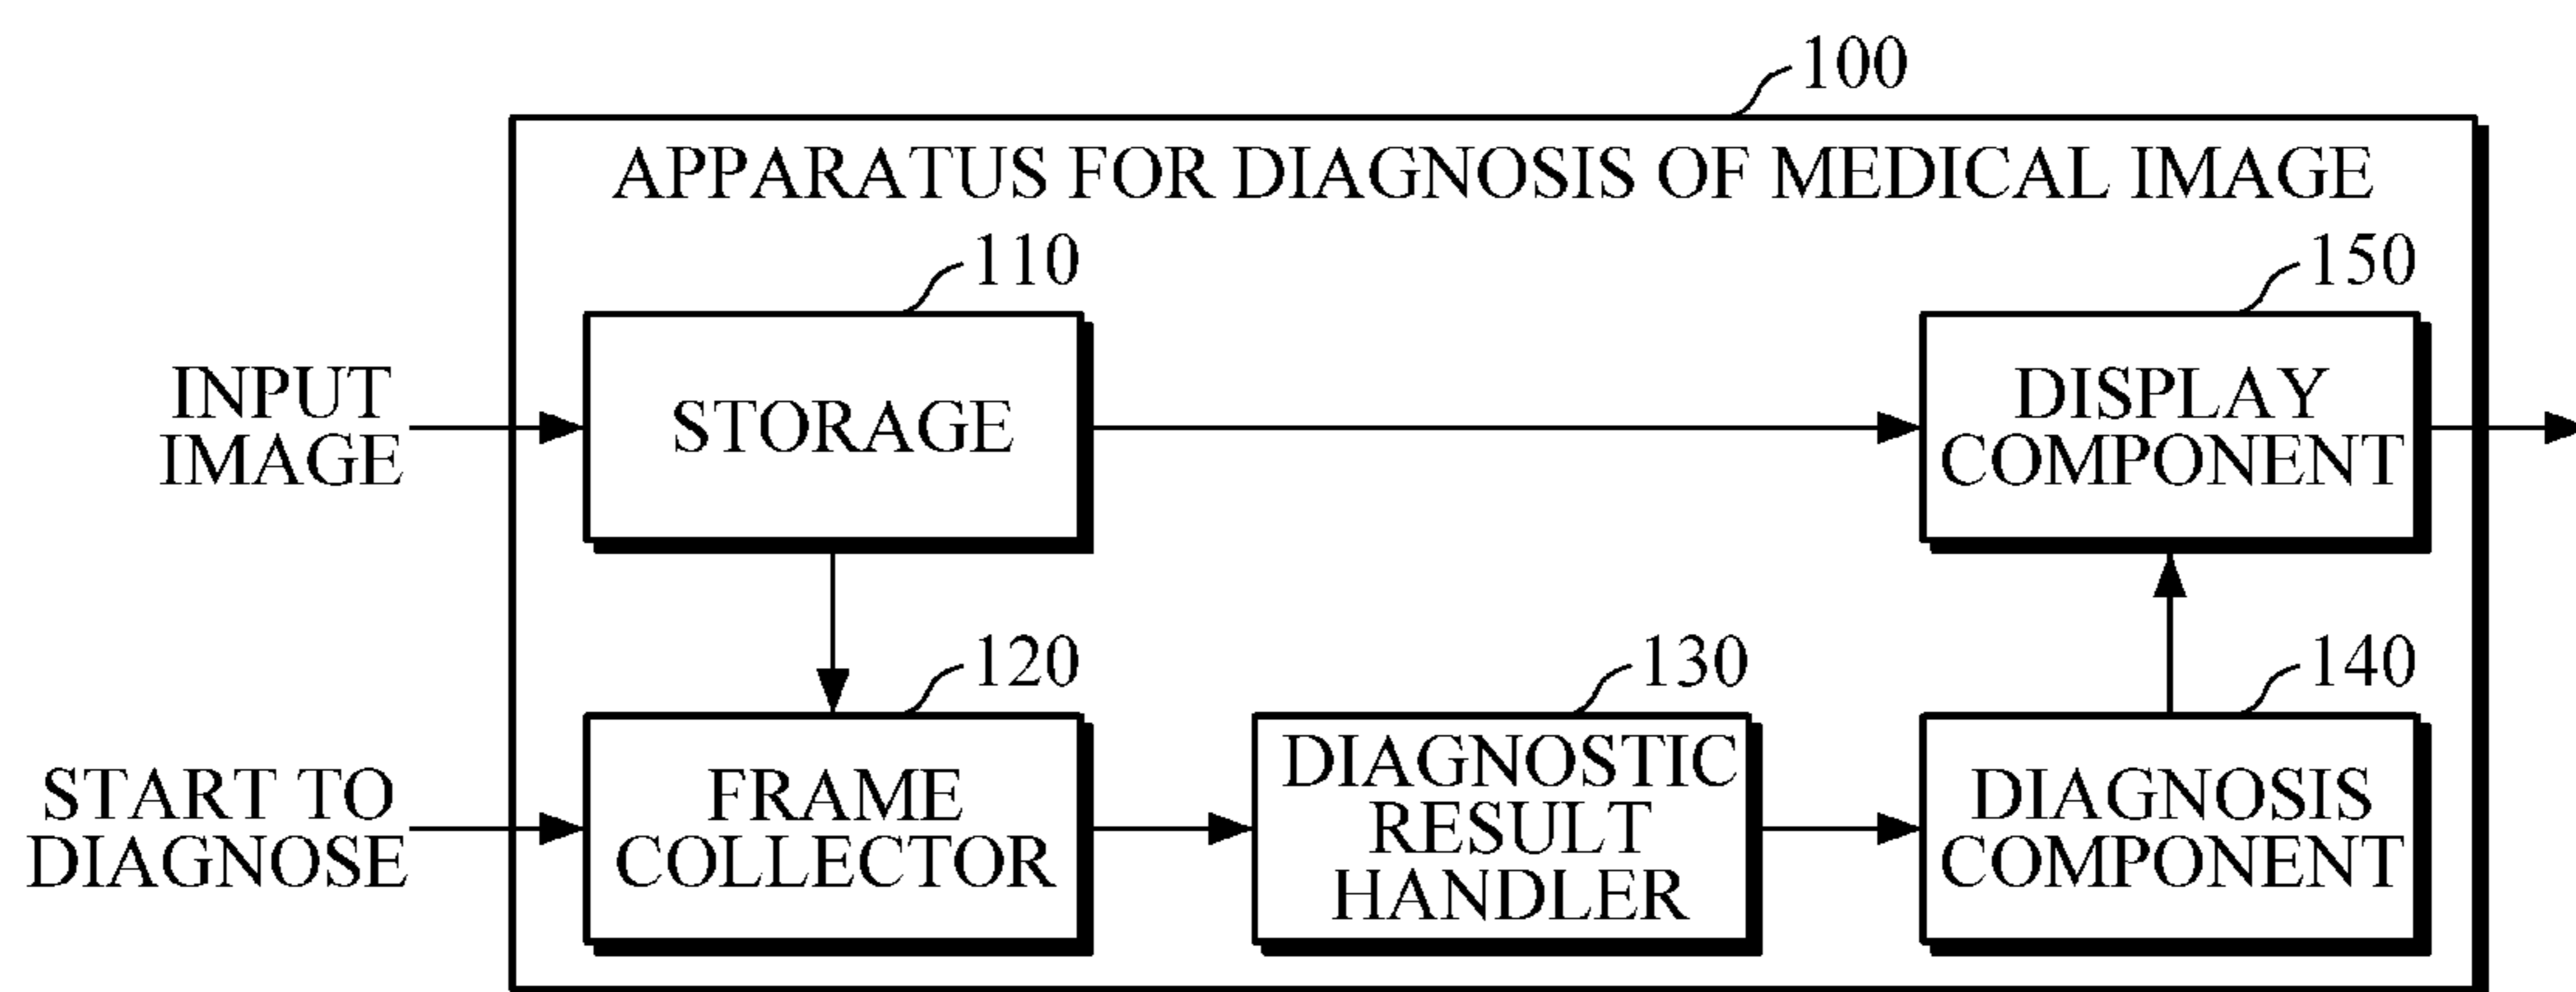 100
APPARATUS FOR DIAGNOSIS OF MEDICAL IMAGE
110
150
INPUT
IMAGE
STORAGE
DISPLAY
COMPONENT
120
130
140
START TO
DIAGNOSE
FRAME
COLLECTOR
DIAGNOSTIC
RESULT
HANDLER
DIAGNOSIS
COMPONENT